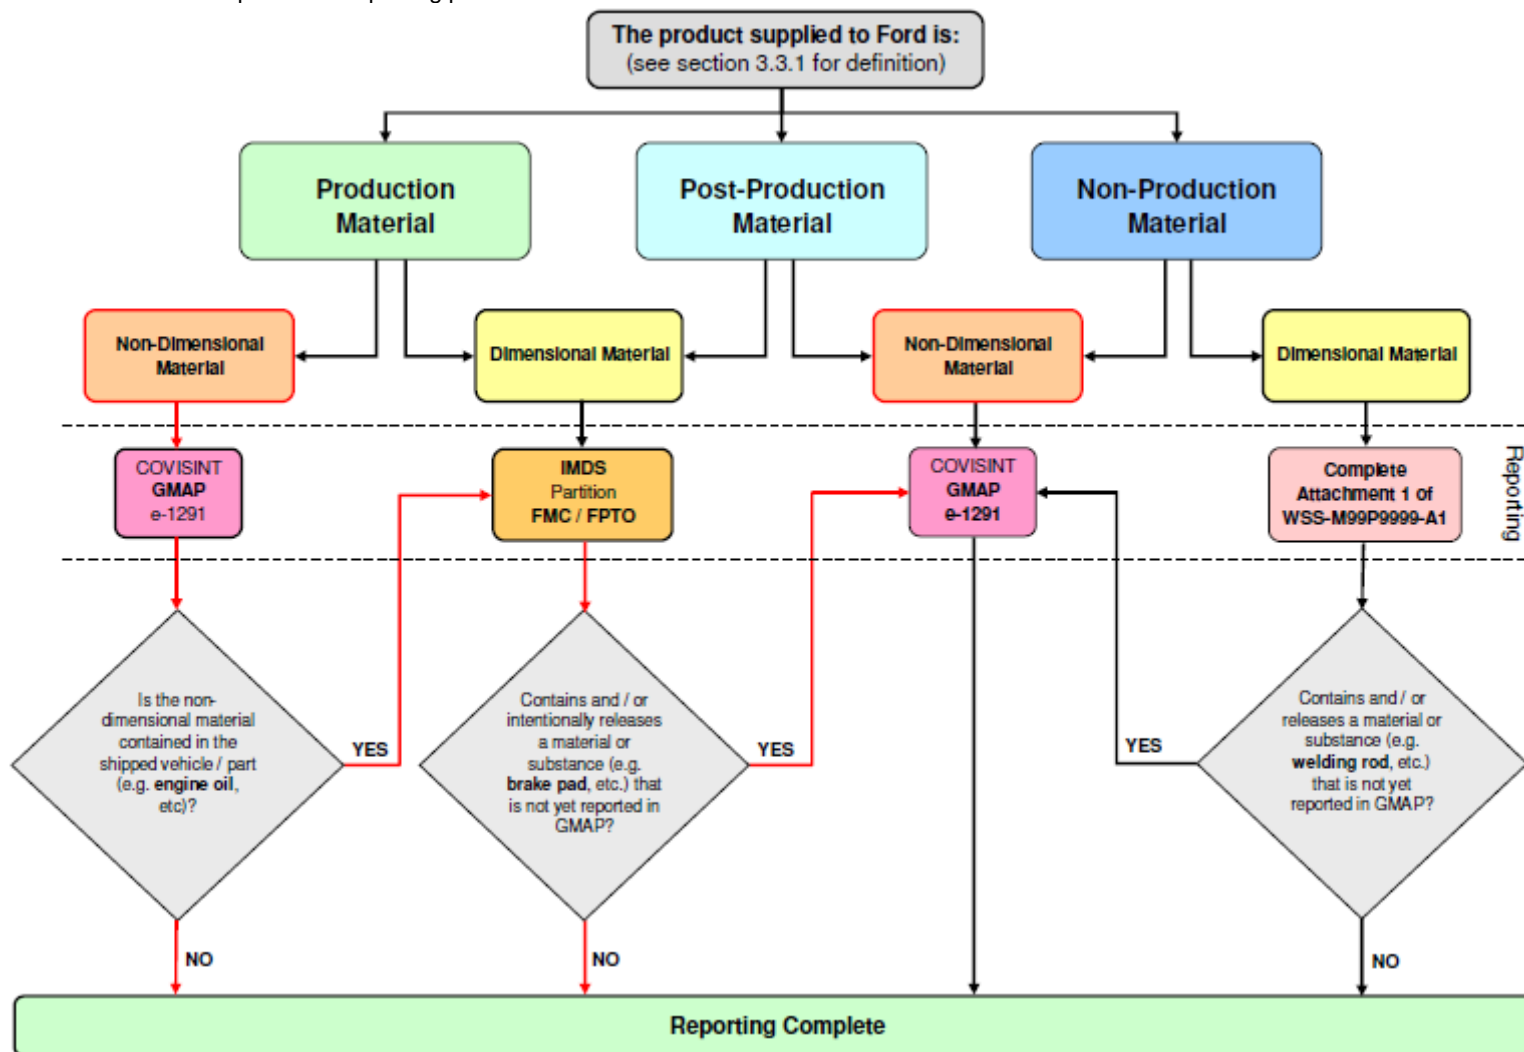 The product supplied to Ford is:
(see section 3.3.1 for definition)
Production
Material
Post-Production
Material
Non-Production
Material
Non-Dimensional
Material
Dimensional Material
Non-Dimensional
Material
Dimensional Material
COVISINT
GMAP
e-1291
IMDS
Partition
FMC / FPTO
COVISINT
GMAP
e-1291
Complete
Attachment 1 of
WSS-M99P9999-A1
Reporting
Is the non-
dimensional material
contained in the
shipped vehicle / part
(e.g. engine oil,
etc)?
YES
Contains and / or
intentionally releases
a material or
substance (e.g.
brake pad, etc.) that
is not yet reported in
GMAP?
YES
YES
Contains and / or
releases a material or
substance (e.g.
welding rod, etc.)
that is not yet
reported in GMAP?
NO
NO
NO
Reporting Complete